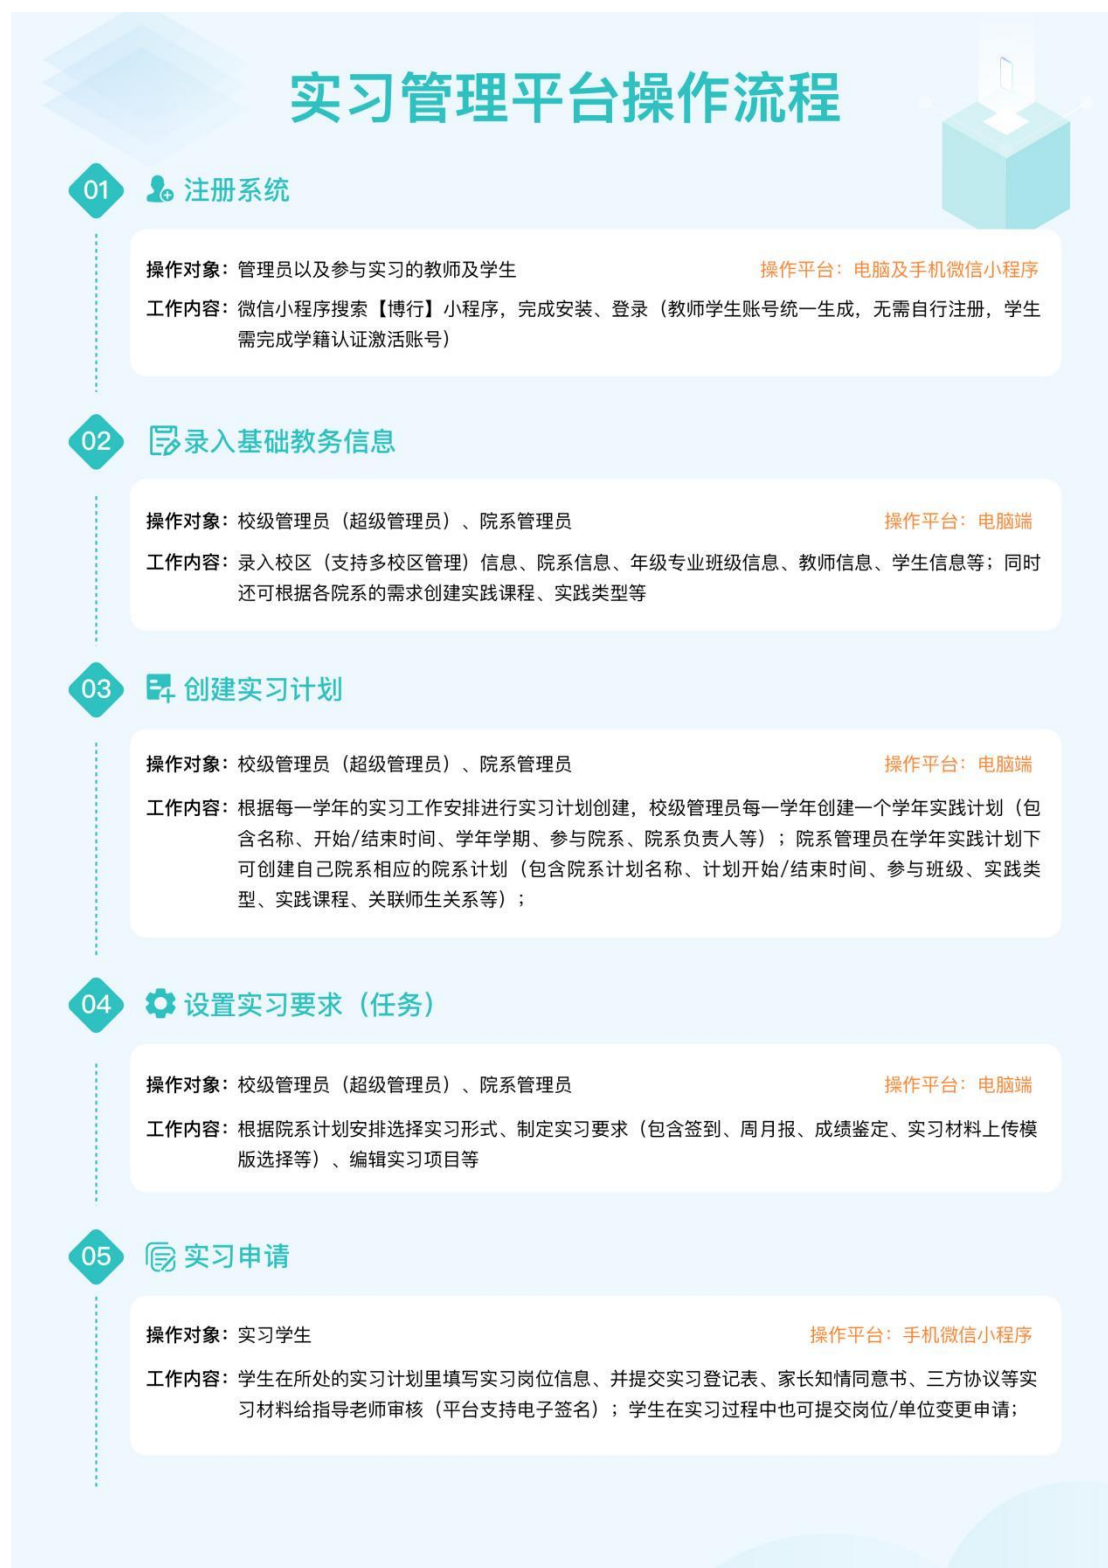 实习管理平台操作流程
01 注册系统
操作对象：管理员以及参与实习的教师及学生 操作平台：电脑及手机微信小程序
工作内容：微信小程序搜索【博行】小程序，完成安装、登录（教师学生账号统一生成，无需自行注册，学生
需完成学籍认证激活账号）
02 录入基础教务信息
操作对象：校级管理员（超级管理员）、院系管理员 操作平台：电脑端
工作内容：录入校区（支持多校区管理）信息、院系信息、年级专业班级信息、教师信息、学生信息等；同时
还可根据各院系的需求创建实践课程、实践类型等
03 创建实习计划
操作对象：校级管理员（超级管理员）、院系管理员 操作平台：电脑端
工作内容：根据每一学年的实习工作安排进行实习计划创建，校级管理员每一学年创建一个学年实践计划（包
含名称、开始/结束时间、学年学期、参与院系、院系负责人等）；院系管理员在学年实践计划下
可创建自己院系相应的院系计划（包含院系计划名称、计划开始/结束时间、参与班级、实践类
型、实践课程、关联师生关系等）；
04 设置实习要求（任务）
操作对象：校级管理员（超级管理员）、院系管理员 操作平台：电脑端
工作内容：根据院系计划安排选择实习形式、制定实习要求（包含签到、周月报、成绩鉴定、实习材料上传模
版选择等）、编辑实习项目等
05 实习申请
操作对象：实习学生 操作平台：手机微信小程序
工作内容：学生在所处的实习计划里填写实习岗位信息、并提交实习登记表、家长知情同意书、三方协议等实
习材料给指导老师审核（平台支持电子签名）；学生在实习过程中也可提交岗位/单位变更申请；